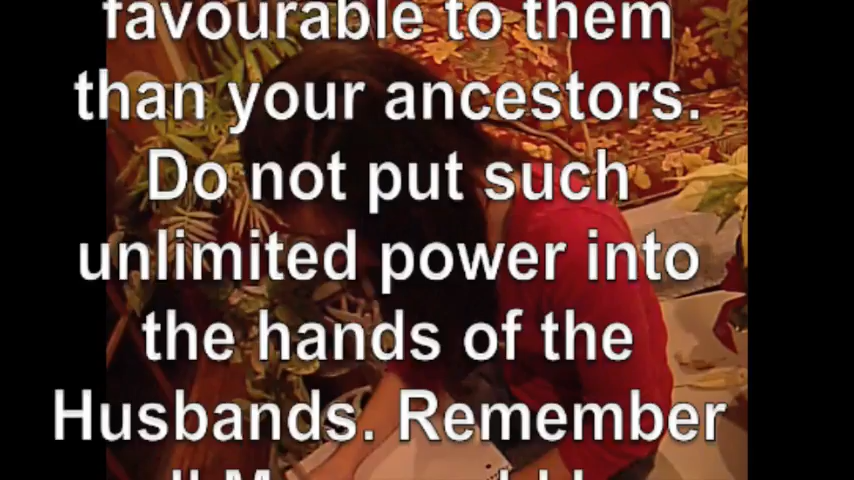 favourable to them
than your ancestors.
Do not put such
unlimited power into
the hands of the
Husbands. Remember